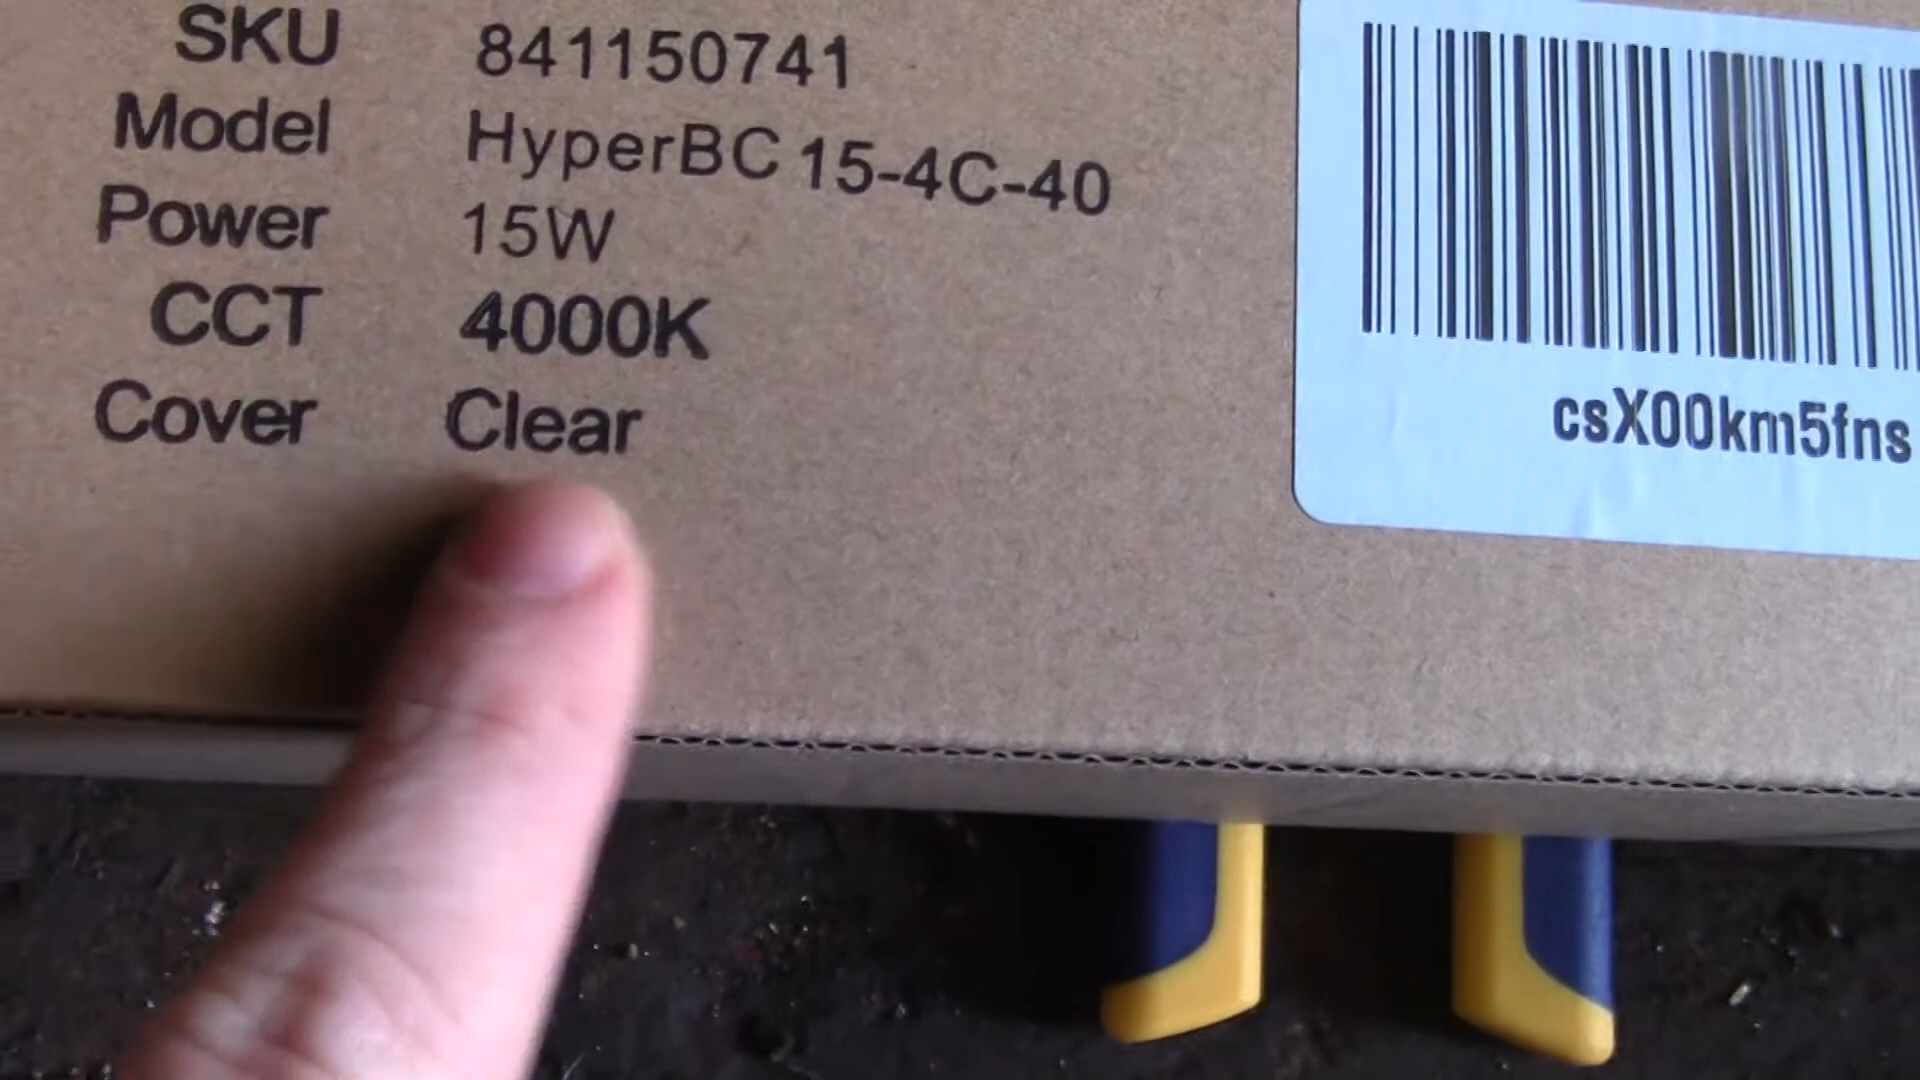 SKU 841150741
Model HyperBC 15-4C-40
Power 15W
CCT 4000K
Cover Clear
csX00km5fns